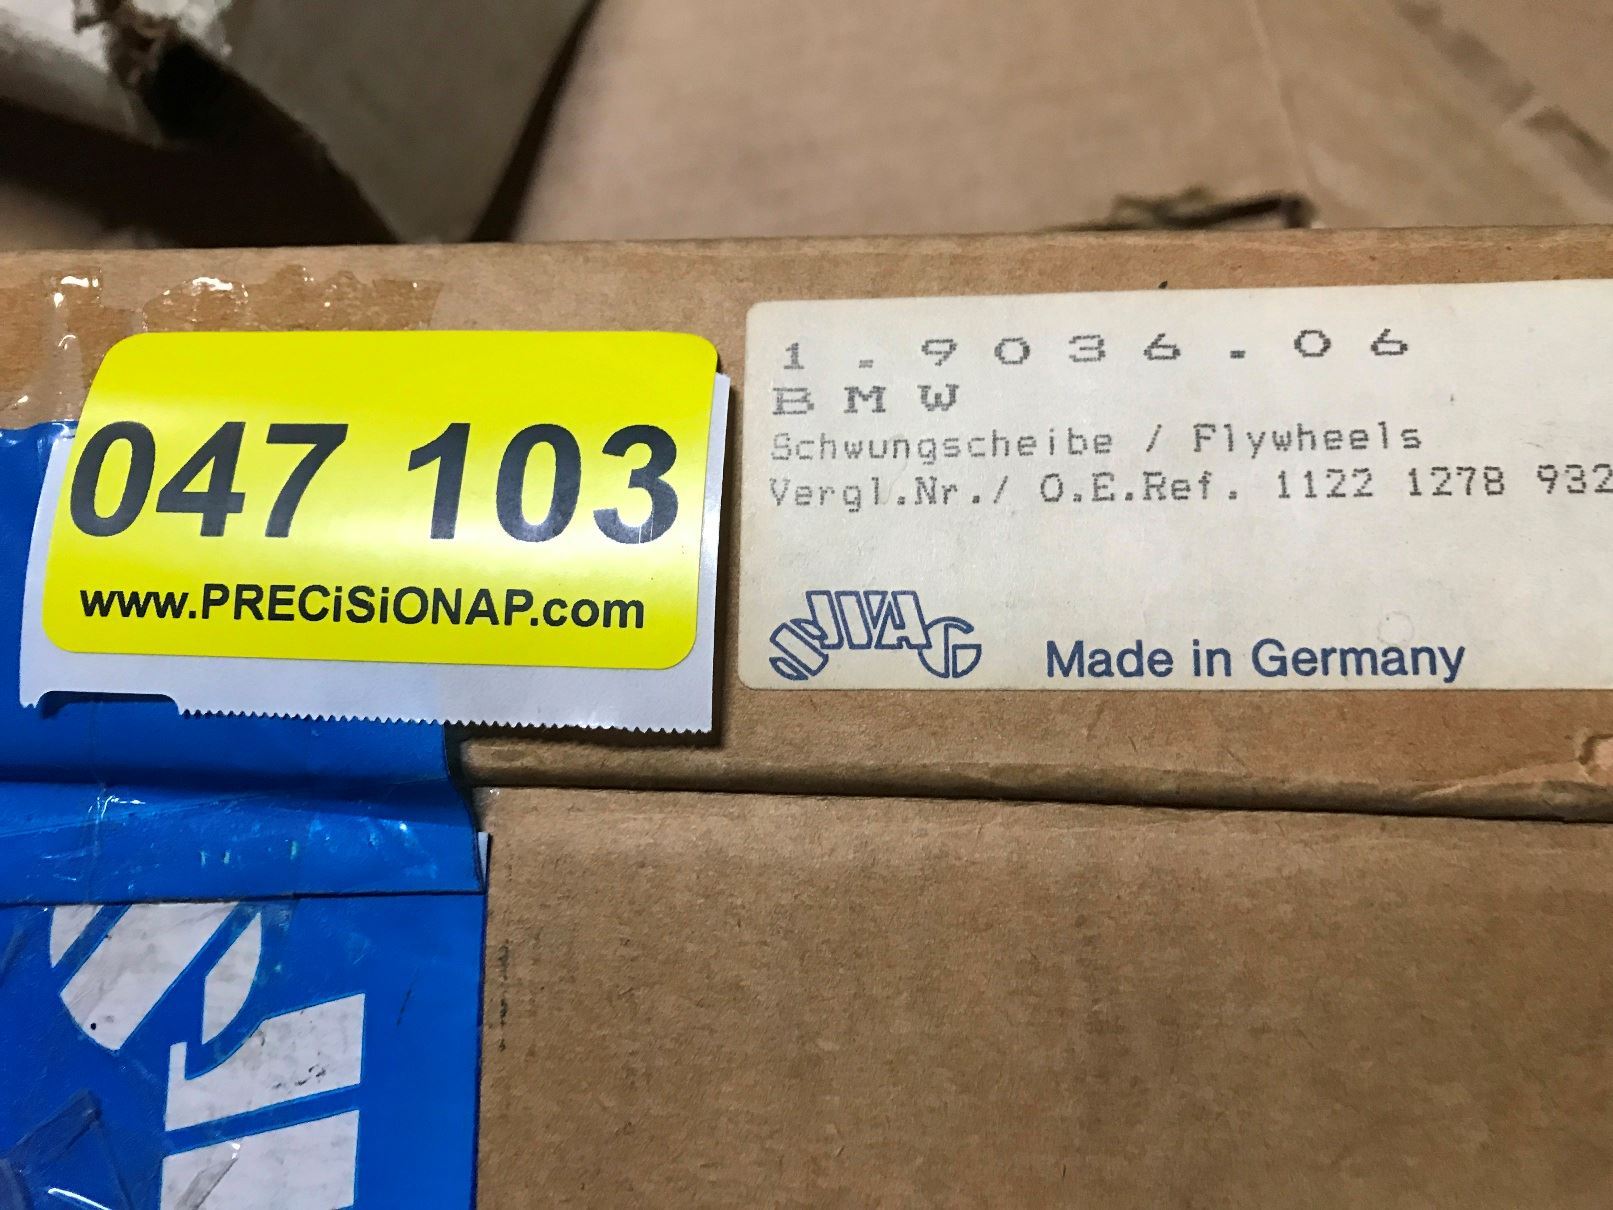 047 103
www.PRECiSiONAP.com
1.9036.06
BMW
Schwungscheibe / Flywheels
Vergl.Nr./ O.E.Ref. 1122 1278 932
Made in Germany